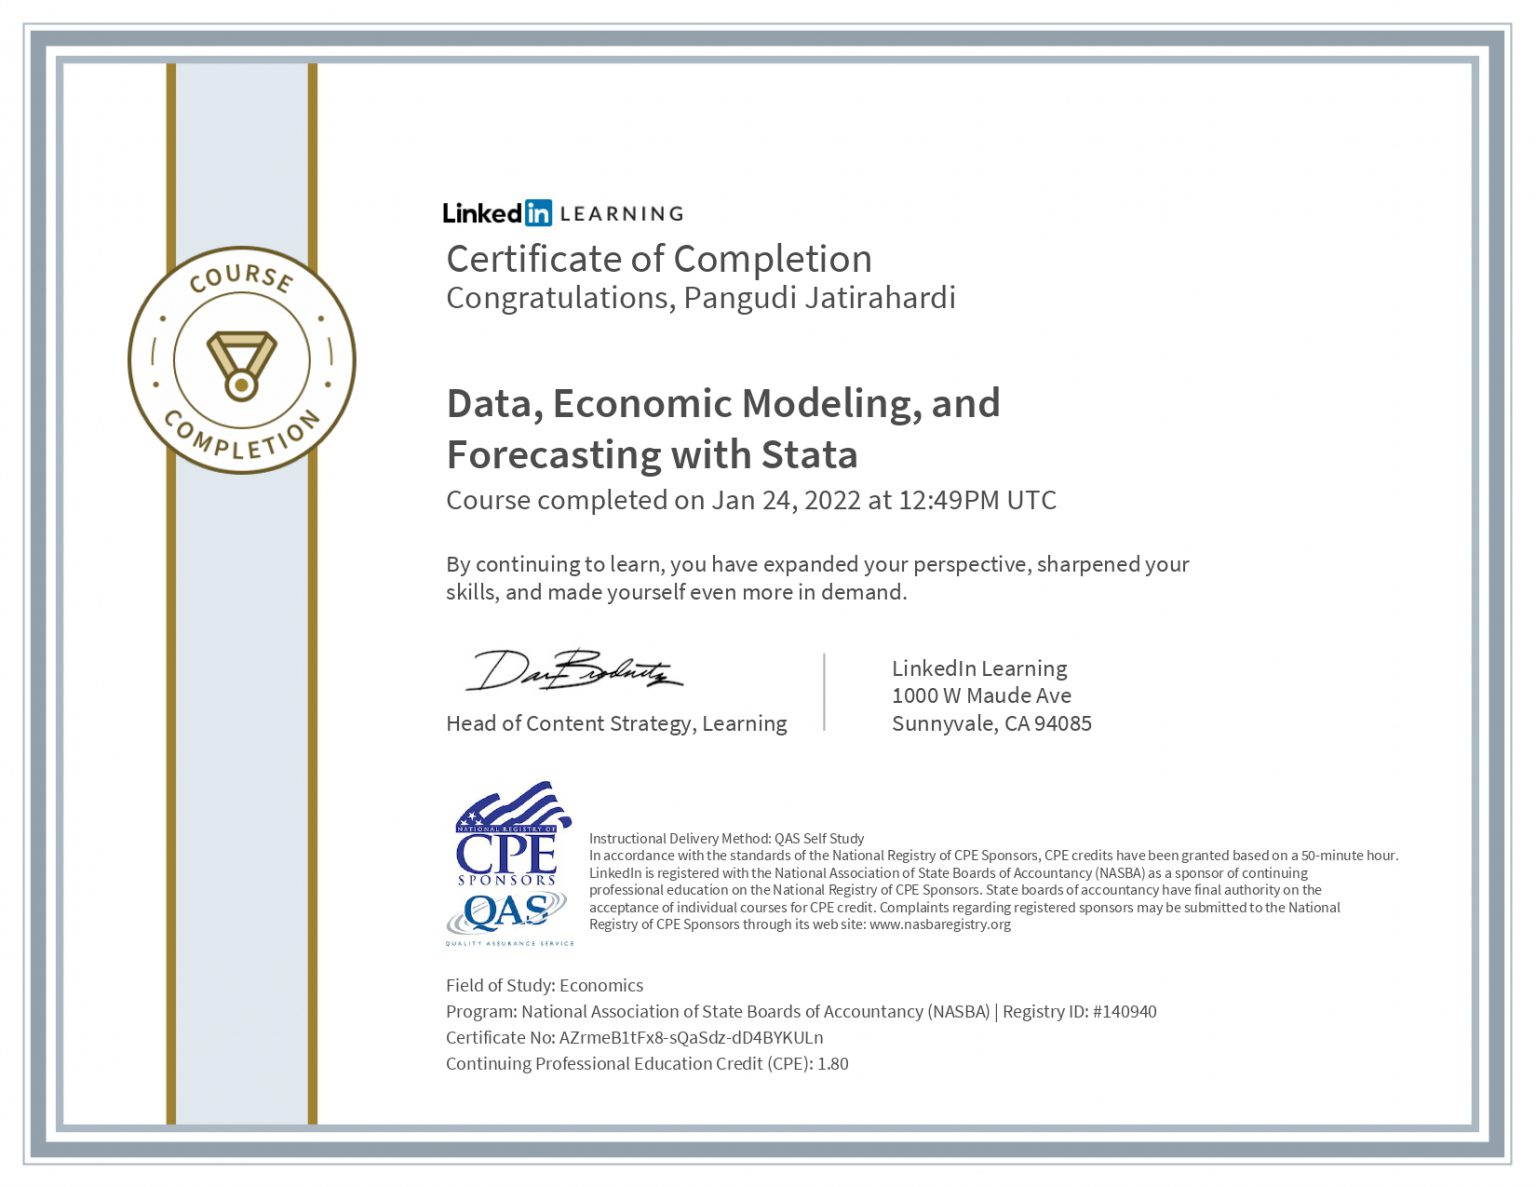 COURSE
COMPLETION
Linked in LEARNING
Certificate of Completion
Congratulations, Pangudi Jatirahardi
Data, Economic Modeling, and
Forecasting with Stata
Course completed on Jan 24, 2022 at 12:49PM UTC
By continuing to learn, you have expanded your perspective, sharpened your
skills, and made yourself even more in demand.
Dan Brodnitz
Head of Content Strategy, Learning
LinkedIn Learning
1000 W Maude Ave
Sunnyvale, CA 94085
NATIONAL REGISTRY OF
CPE
SPONSORS
QAS
QUALITY ASSURANCE SERVICE
Instructional Delivery Method: QAS Self Study
In accordance with the standards of the National Registry of CPE Sponsors, CPE credits have been granted based on a 50-minute hour.
LinkedIn is registered with the National Association of State Boards of Accountancy (NASBA) as a sponsor of continuing
professional education on the National Registry of CPE Sponsors. State boards of accountancy have final authority on the
acceptance of individual courses for CPE credit. Complaints regarding registered sponsors may be submitted to the National
Registry of CPE Sponsors through its web site: www.nasbaregistry.org
Field of Study: Economics
Program: National Association of State Boards of Accountancy (NASBA) | Registry ID: #140940
Certificate No: AZrmeB1tFx8-sQaSdz-dD4BYKULn
Continuing Professional Education Credit (CPE): 1.80